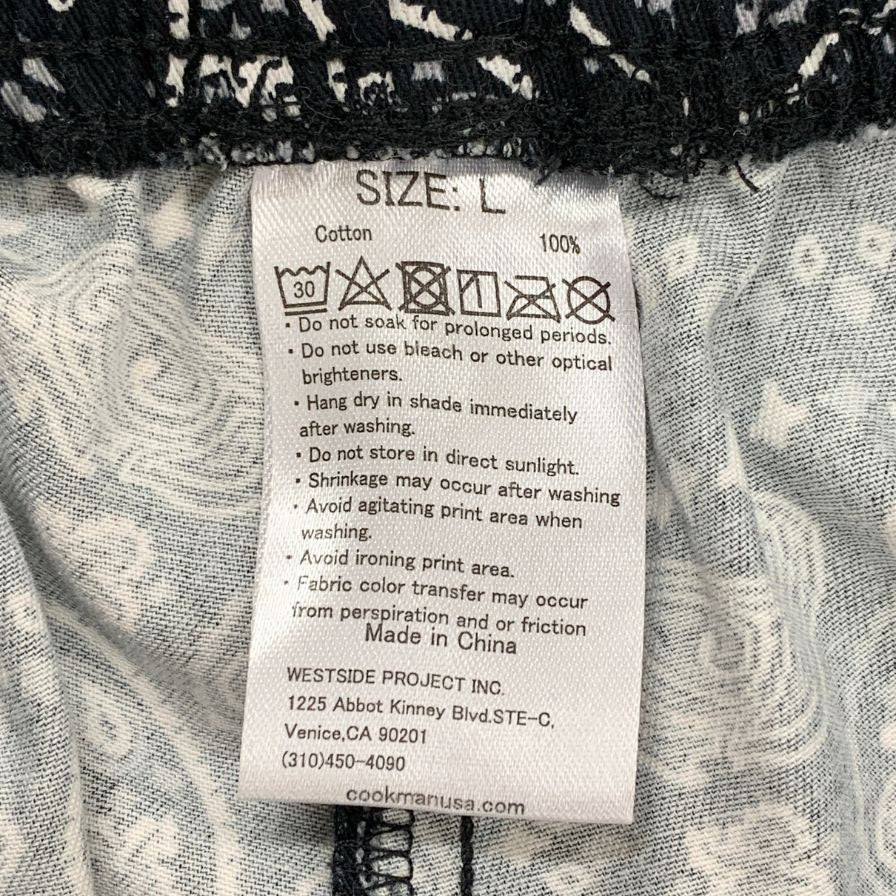 SIZE: L
Cotton 100%
30
• Do not soak for prolonged periods.
• Do not use bleach or other optical
brighteners.
• Hang dry in shade immediately
after washing.
• Do not store in direct sunlight.
• Shrinkage may occur after washing
• Avoid agitating print area when
washing.
• Avoid ironing print area.
• Fabric color transfer may occur
from perspiration and or friction
Made in China
WESTSIDE PROJECT INC.
1225 Abbot Kinney Blvd.STE-C,
Venice,CA 90201
(310)450-4090
cookmanusa.com